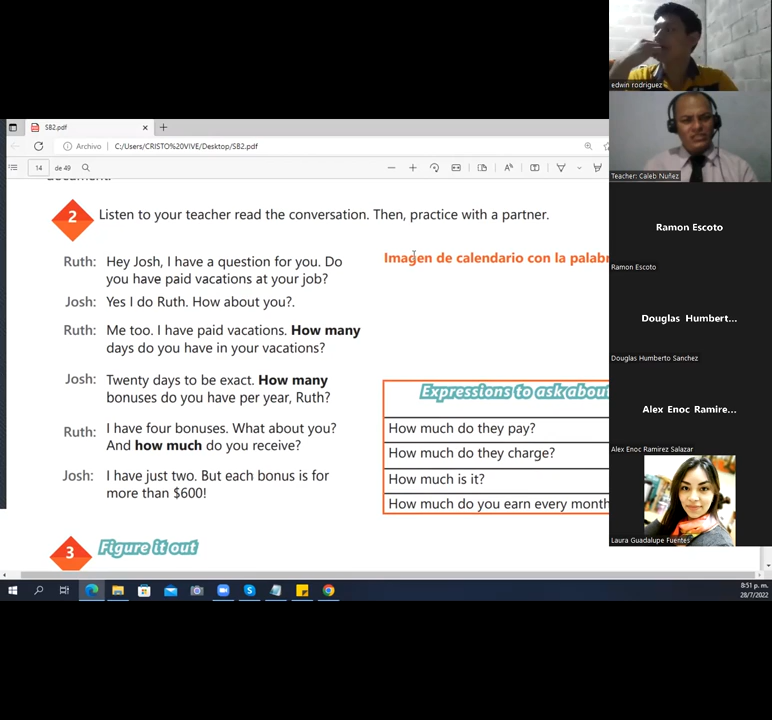 SB2.pdf
Archivo
C:/Users/CRISTO%20VIVE/Desktop/SB2.pdf
14
de 49
document.
2
Listen to your teacher read the conversation. Then, practice with a partner.
Ruth: Hey Josh, I have a question for you. Do
you have paid vacations at your job?
Josh: Yes I do Ruth. How about you?.
Ruth: Me too. I have paid vacations. How many
days do you have in your vacations?
Josh: Twenty days to be exact. How many
bonuses do you have per year, Ruth?
Ruth: I have four bonuses. What about you?
And how much do you receive?
Josh: I have just two. But each bonus is for
more than $600!
Imagen de calendario con la palabr
Expressions to ask about
How much do they pay?
How much do they charge?
How much is it?
How much do you earn every month
3
Figure it out
8:51 p. m.
28/7/2022
edwin rodriguez
Teacher: Caleb Nuñez
Ramon Escoto
Ramon Escoto
Douglas Humbert...
Douglas Humberto Sanchez
Alex Enoc Ramire...
Alex Enoc Ramirez Salazar
Laura Guadalupe Fuentes